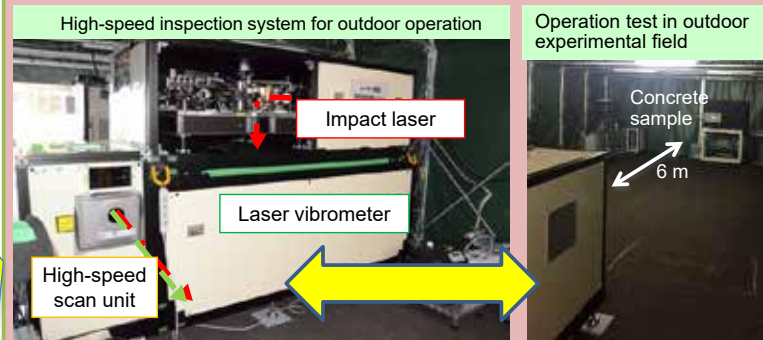 High-speed inspection system for outdoor operation
Impact laser
Laser vibrometer
High-speed
scan unit
Operation test in outdoor
experimental field
Concrete
sample
6 m